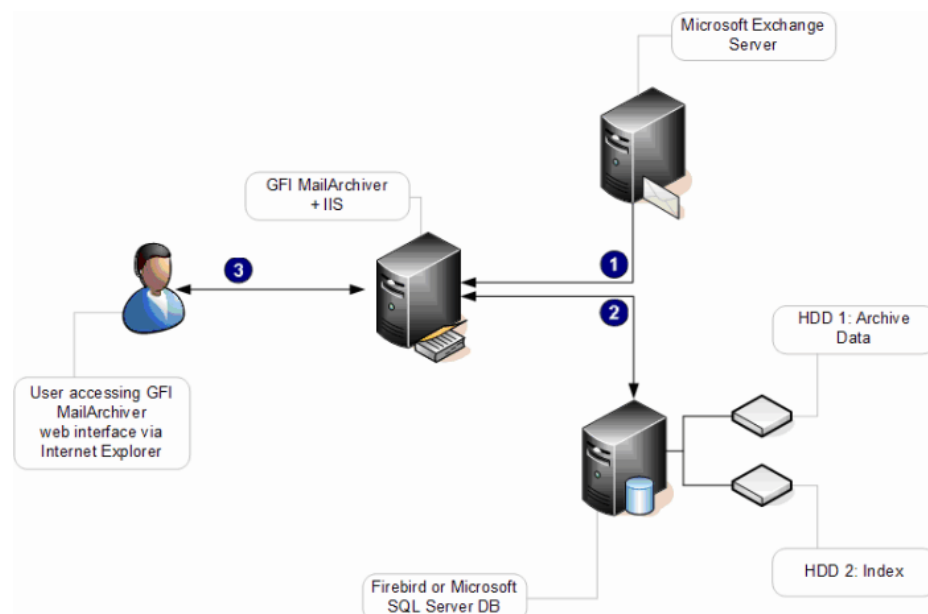 Microsoft Exchange
Server
GFI MailArchiver
+ IIS
1
3
2
HDD 1: Archive
Data
User accessing GFI
MailArchiver
web interface via
Internet Explorer
HDD 2: Index
Firebird or Microsoft
SQL Server DB